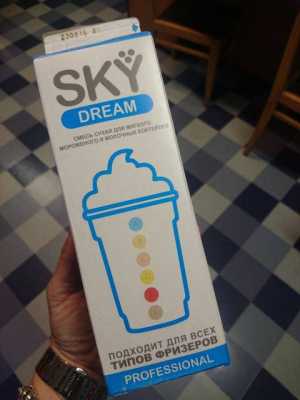 SKY
DREAM
СМЕСЬ СУХАЯ ДЛЯ МЯГКОГО
МОРОЖЕНОГО И МОЛОЧНЫХ КОКТЕЙЛЕЙ
ПОДХОДИТ ДЛЯ ВСЕХ
ТИПОВ ФРИЗЕРОВ
PROFESSIONAL